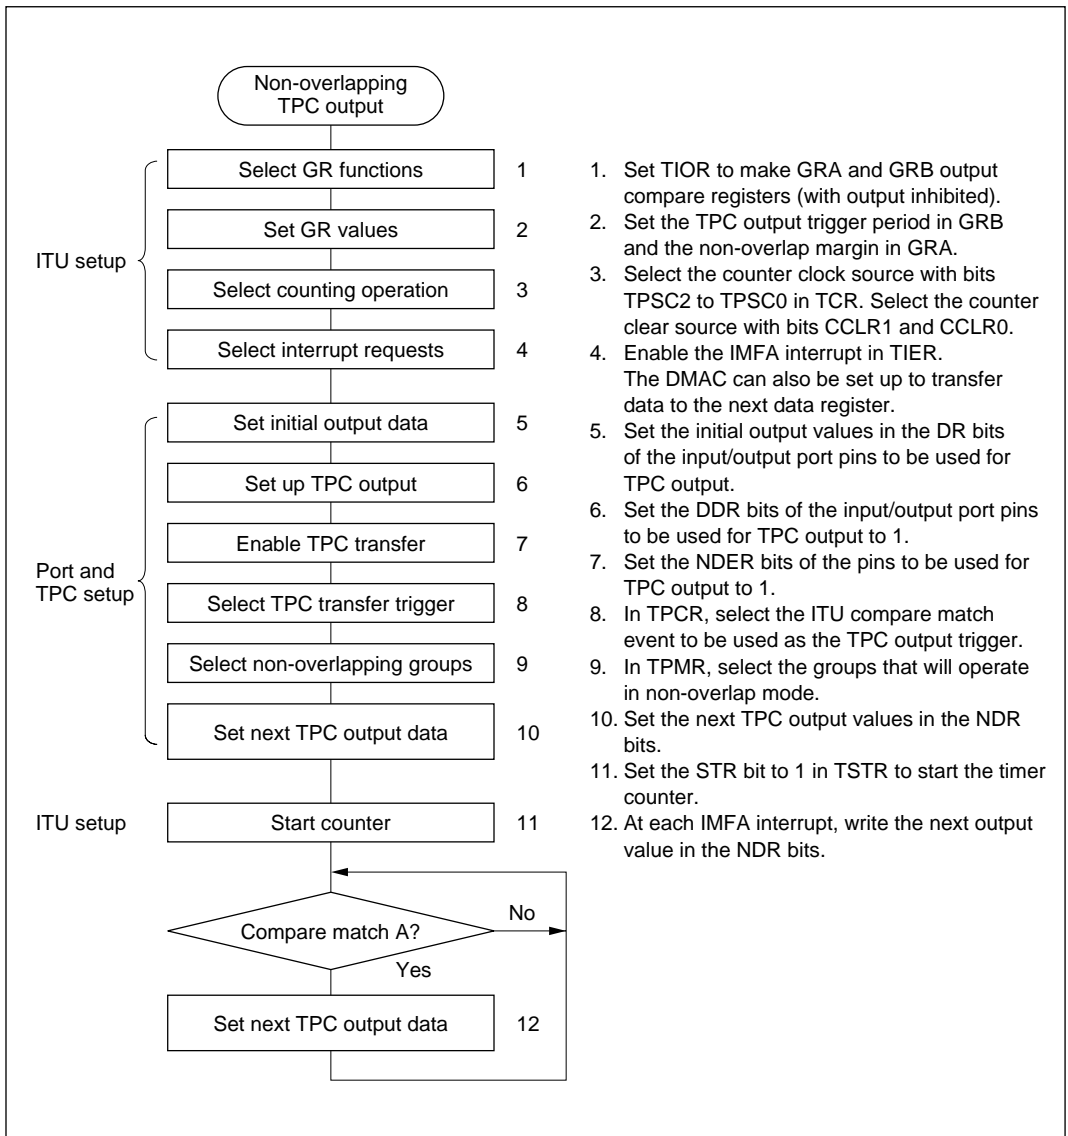 Non-overlapping
TPC output
Select GR functions 1
Set GR values 2
ITU setup
Select counting operation 3
Select interrupt requests 4
Set initial output data 5
Set up TPC output 6
Enable TPC transfer 7
Port and
TPC setup
Select TPC transfer trigger 8
Select non-overlapping groups 9
Set next TPC output data 10
ITU setup
Start counter 11
Compare match A?
No
Yes
Set next TPC output data 12
1. Set TIOR to make GRA and GRB output
compare registers (with output inhibited).
2. Set the TPC output trigger period in GRB
and the non-overlap margin in GRA.
3. Select the counter clock source with bits
TPSC2 to TPSC0 in TCR. Select the counter
clear source with bits CCLR1 and CCLR0.
4. Enable the IMFA interrupt in TIER.
The DMAC can also be set up to transfer
data to the next data register.
5. Set the initial output values in the DR bits
of the input/output port pins to be used for
TPC output.
6. Set the DDR bits of the input/output port pins
to be used for TPC output to 1.
7. Set the NDER bits of the pins to be used for
TPC output to 1.
8. In TPCR, select the ITU compare match
event to be used as the TPC output trigger.
9. In TPMR, select the groups that will operate
in non-overlap mode.
10. Set the next TPC output values in the NDR
bits.
11. Set the STR bit to 1 in TSTR to start the timer
counter.
12. At each IMFA interrupt, write the next output
value in the NDR bits.